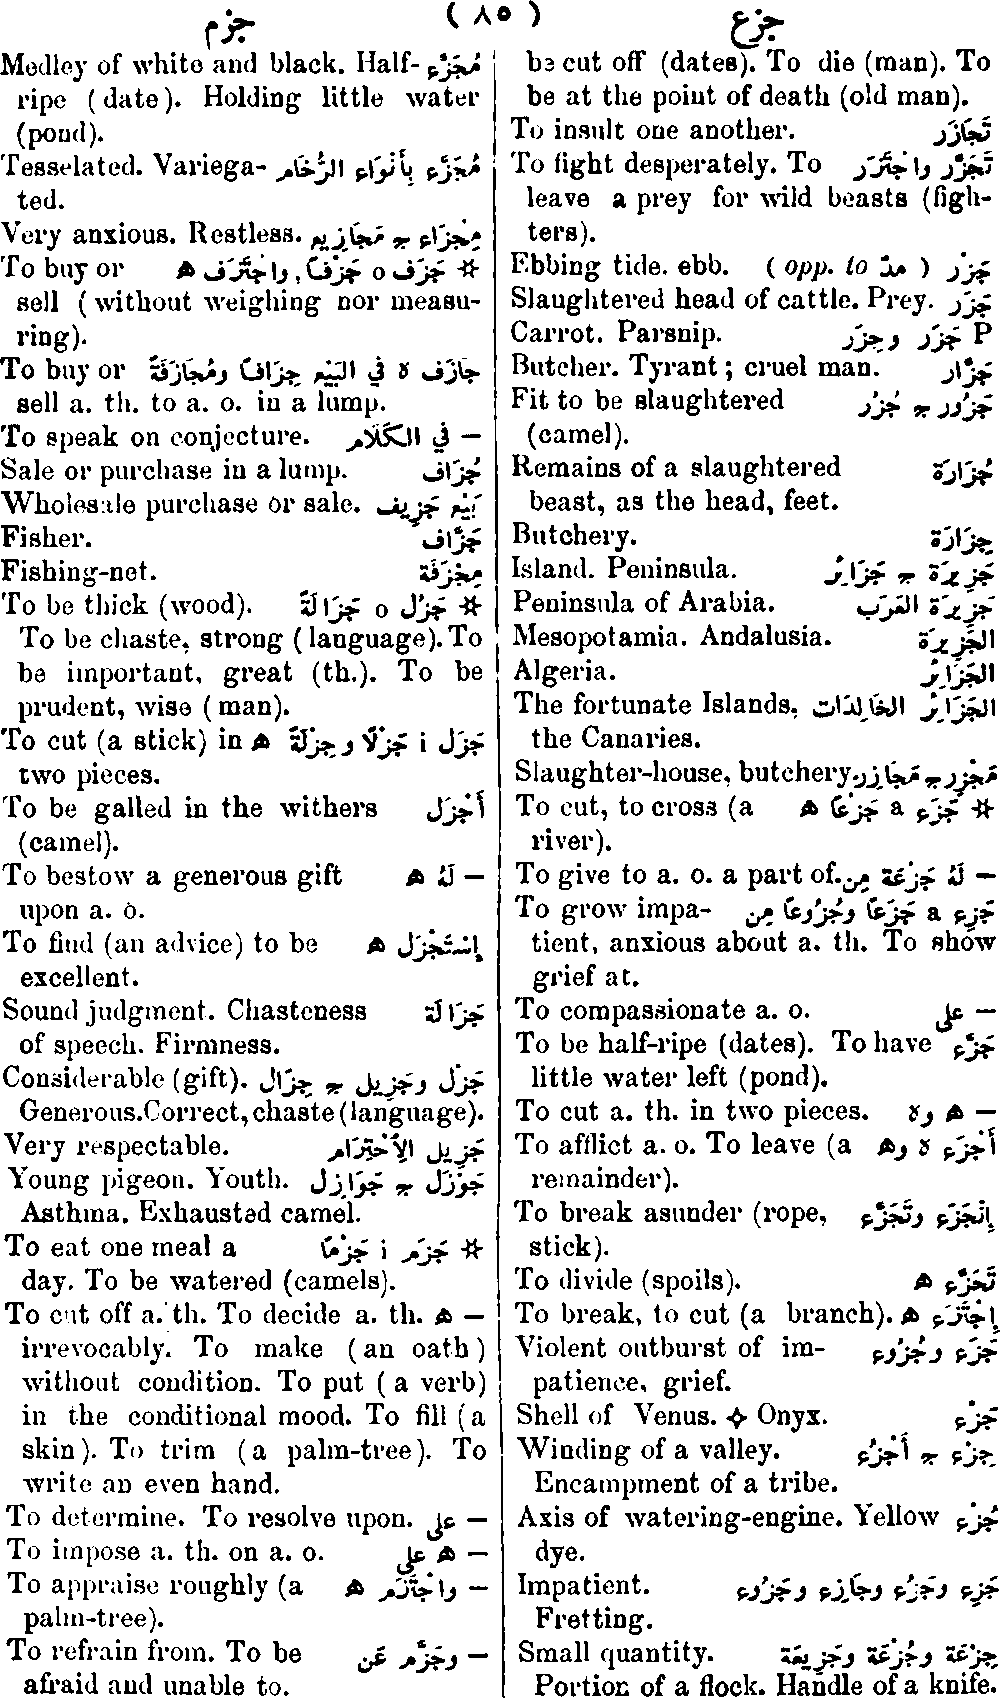 جزع ( ٨٥ ) جزم
be cut off (dates). To die (man). To
be at the point of death (old man).
To insult one another. تَجَازَر
To fight desperately. To تَجَزَّر واجْتَزَر
leave a prey for wild beasts (figh-
ters).
Ebbing tide. ebb. ( opp. to مدّ ) جَزْر
Slaughtered head of cattle. Prey. جَزَر
Carrot. Parsnip. P جَزَر وجِزَر
Butcher. Tyrant ; cruel man. جَزَّار
Fit to be slaughtered جَزُور ج جُزُر
(camel).
Remains of a slaughtered جُزَارَة
beast, as the head, feet.
Butchery. جِزَارَة
Island. Peninsula. جَزِيرَة ج جَزَائِر
Peninsula of Arabia. جَزِيرَة العَرَب
Mesopotamia. Andalusia. الجَزِيرَة
Algeria. الجَزَائِر
The fortunate Islands, الجَزَائِر الخَالِدَات
the Canaries.
Slaughter-house, butchery. مَجْزِر ج مَجَازِر
To cut, to cross (a ✲ جَزَع a جَزْعًا ه
river).
To give to a. o. a part of. — لَهُ جَزْعَة مِن
To grow impa- جَزِع a جَزَعًا وجُزُوعًا مِن
tient, anxious about a. th. To show
grief at.
To compassionate a. o. — على
To be half-ripe (dates). To have جَزَّع
little water left (pond).
To cut a. th. in two pieces. — ه وه
To afflict a. o. To leave (a أَجْزَع ه وه
remainder).
To break asunder (rope, إِنْجَزَع وتَجَزَّع
stick).
To divide (spoils). تَجَزَّع ه
To break, to cut (a branch). إِجْتَزَع ه
Violent outburst of im- جَزَع وجُزُوع
patience, grief.
Shell of Venus. ✧ Onyx. جَزْع
Winding of a valley. جِزْع ج أَجْزَاع
Encampment of a tribe.
Axis of watering-engine. Yellow جُزْع
dye.
Impatient. جَزِع وجَزُع وجَازِع وجَزُوع
Fretting.
Small quantity. جِزْعَة وجُزْعَة وجَزِيعَة
Portion of a flock. Handle of a knife.
Medley of white and black. Half- مُجَزَّع
ripe (date). Holding little water
(pond).
Tesselated. Variega- مُجَزَّع بِأَنْوَاع الرُّخَام
ted.
Very anxious. Restless. مِجْزَاع ج مَجَازِيع
To buy or ✲ جَزَف o جَزْفًا, واجْتَزَف ه
sell ( without weighing nor measu-
ring).
To buy or جَازَف ه في البَيْع جِزَافًا ومُجَازَفَةً
sell a. th. to a. o. in a lump.
To speak on conjecture. — في الكَلَام
Sale or purchase in a lump. جُزَاف
Wholesale purchase or sale. بَيْع جَزِيف
Fisher. جَزَّاف
Fishing-net. مِجْزَفَة
To be thick (wood). ✲ جَزُل o جَزَالَةً
To be chaste, strong (language). To
be important, great (th.). To be
prudent, wise (man).
To cut (a stick) in جَزَل i جَزْلًا وجِزْلَةً ه
two pieces.
To be galled in the withers أَجْزَل
(camel).
To bestow a generous gift — لَهُ ه
upon a. o.
To find (an advice) to be إِسْتَجْزَل ه
excellent.
Sound judgment. Chasteness جَزَالَة
of speech. Firmness.
Considerable (gift). جَزْل وجَزِيل ج جِزَال
Generous. Correct, chaste (language).
Very respectable. جَزِيل الِاحْتِرَام
Young pigeon. Youth. جَوْزَل ج جَوَازِل
Asthma. Exhausted camel.
To eat one meal a ✲ جَزَم i جَزْمًا
day. To be watered (camels).
To cut off a. th. To decide a. th. — ه
irrevocably. To make (an oath)
without condition. To put (a verb)
in the conditional mood. To fill (a
skin). To trim (a palm-tree). To
write an even hand.
To determine. To resolve upon. — على
To impose a. th. on a. o. — ه على
To appraise roughly (a — واجْتَزَم ه
palm-tree).
To refrain from. To be — وجَزَّم عَن
afraid and unable to.